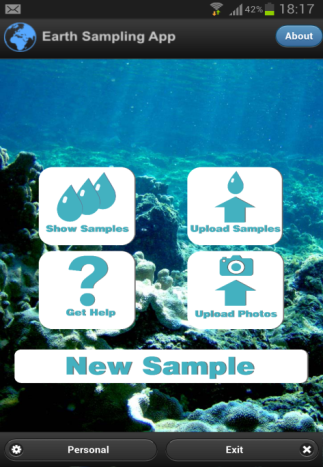 42% 18:17
Earth Sampling App
About
Show Samples
Upload Samples
Get Help
Upload Photos
New Sample
Personal
Exit